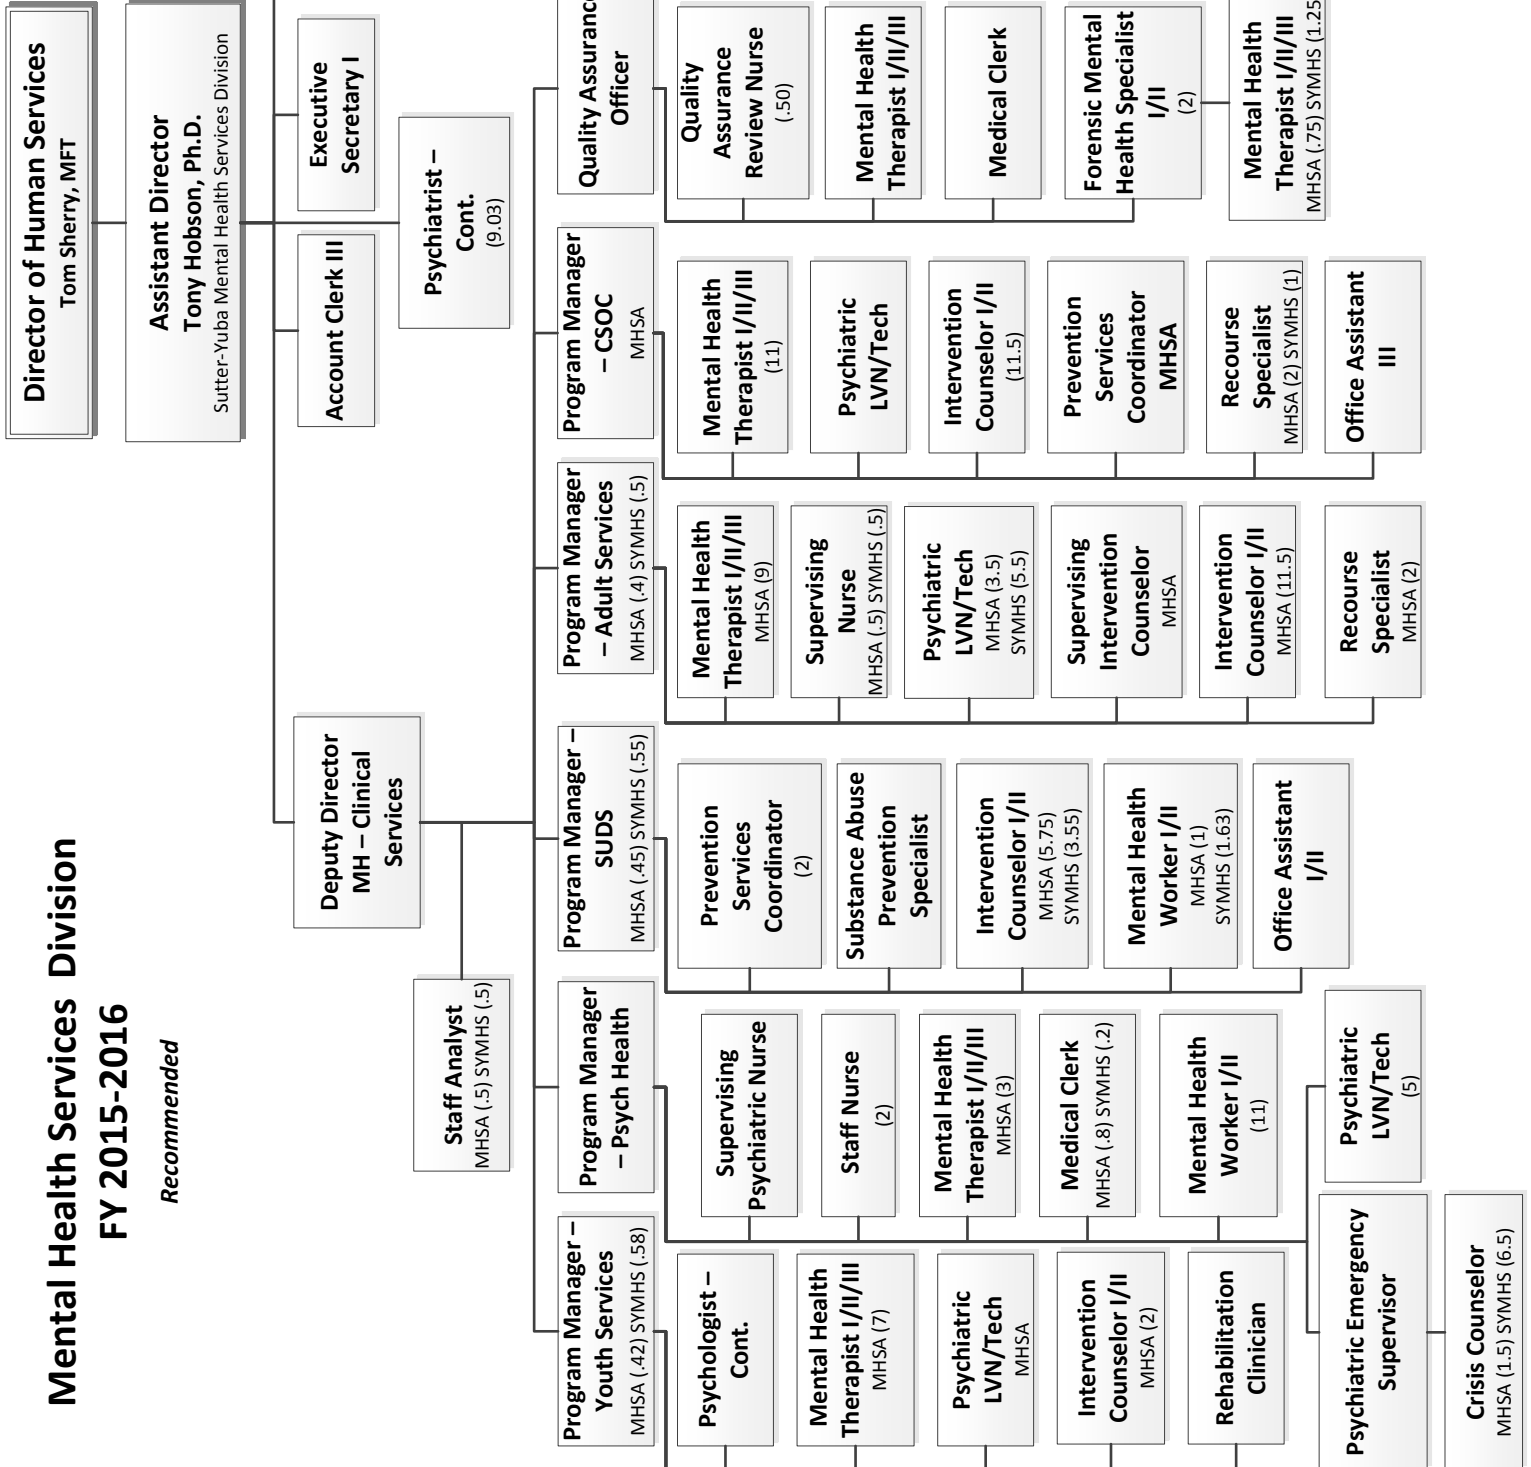 Mental Health Services Division
FY 2015-2016
Recommended
Director of Human Services
Tom Sherry, MFT
Assistant Director
Tony Hobson, Ph.D.
Sutter-Yuba Mental Health Services Division
Account Clerk III
Executive
Secretary I
Psychiatrist –
Cont.
(9.03)
Deputy Director
MH – Clinical
Services
Staff Analyst
MHSA (.5) SYMHS (.5)
Program Manager –
Youth Services
MHSA (.42) SYMHS (.58)
Psychologist –
Cont.
Mental Health
Therapist I/II/III
MHSA (7)
Psychiatric
LVN/Tech
MHSA
Intervention
Counselor I/II
MHSA (2)
Rehabilitation
Clinician
Program Manager
– Psych Health
Supervising
Psychiatric Nurse
Staff Nurse
(2)
Mental Health
Therapist I/II/III
MHSA (3)
Medical Clerk
MHSA (.8) SYMHS (.2)
Mental Health
Worker I/II
(11)
Psychiatric Emergency
Supervisor
Crisis Counselor
MHSA (1.5) SYMHS (6.5)
Psychiatric
LVN/Tech
(5)
Program Manager –
SUDS
MHSA (.45) SYMHS (.55)
Prevention
Services
Coordinator
(2)
Substance Abuse
Prevention
Specialist
Intervention
Counselor I/II
MHSA (5.75)
SYMHS (3.55)
Mental Health
Worker I/II
MHSA (1)
SYMHS (1.63)
Office Assistant
I/II
Program Manager
– Adult Services
MHSA (.4) SYMHS (.5)
Mental Health
Therapist I/II/III
MHSA (9)
Supervising
Nurse
MHSA (.5) SYMHS (.5)
Psychiatric
LVN/Tech
MHSA (3.5)
SYMHS (5.5)
Supervising
Intervention
Counselor
MHSA
Intervention
Counselor I/II
MHSA (11.5)
Recourse
Specialist
MHSA (2)
Program Manager
– CSOC
MHSA
Mental Health
Therapist I/II/III
(11)
Psychiatric
LVN/Tech
Intervention
Counselor I/II
(11.5)
Prevention
Services
Coordinator
MHSA
Recourse
Specialist
MHSA (2) SYMHS (1)
Office Assistant
III
Quality Assurance
Officer
Quality
Assurance
Review Nurse
(.50)
Mental Health
Therapist I/II/III
Medical Clerk
Forensic Mental
Health Specialist
I/II
(2)
Mental Health
Therapist I/II/III
MHSA (.75) SYMHS (1.25